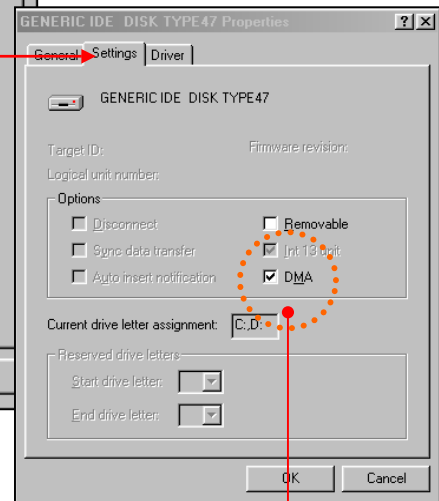 GENERIC IDE DISK TYPE47 Properties
General Settings Driver
GENERIC IDE DISK TYPE47
Target ID: Firmware revision:
Logical unit number:
Options
Disconnect Removable
Sync data transfer Int 13 unit
Auto insert notification DMA
Current drive letter assignment: C:,D:
Reserved drive letters
Start drive letter:
End drive letter:
OK Cancel